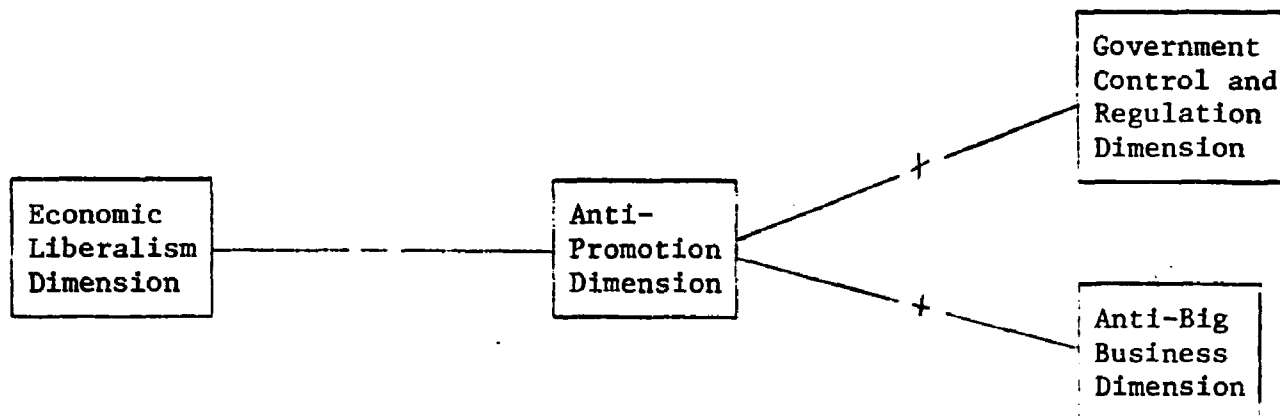 Economic
Liberalism
Dimension
—
Anti-
Promotion
Dimension
+
Government
Control and
Regulation
Dimension
+
Anti-Big
Business
Dimension